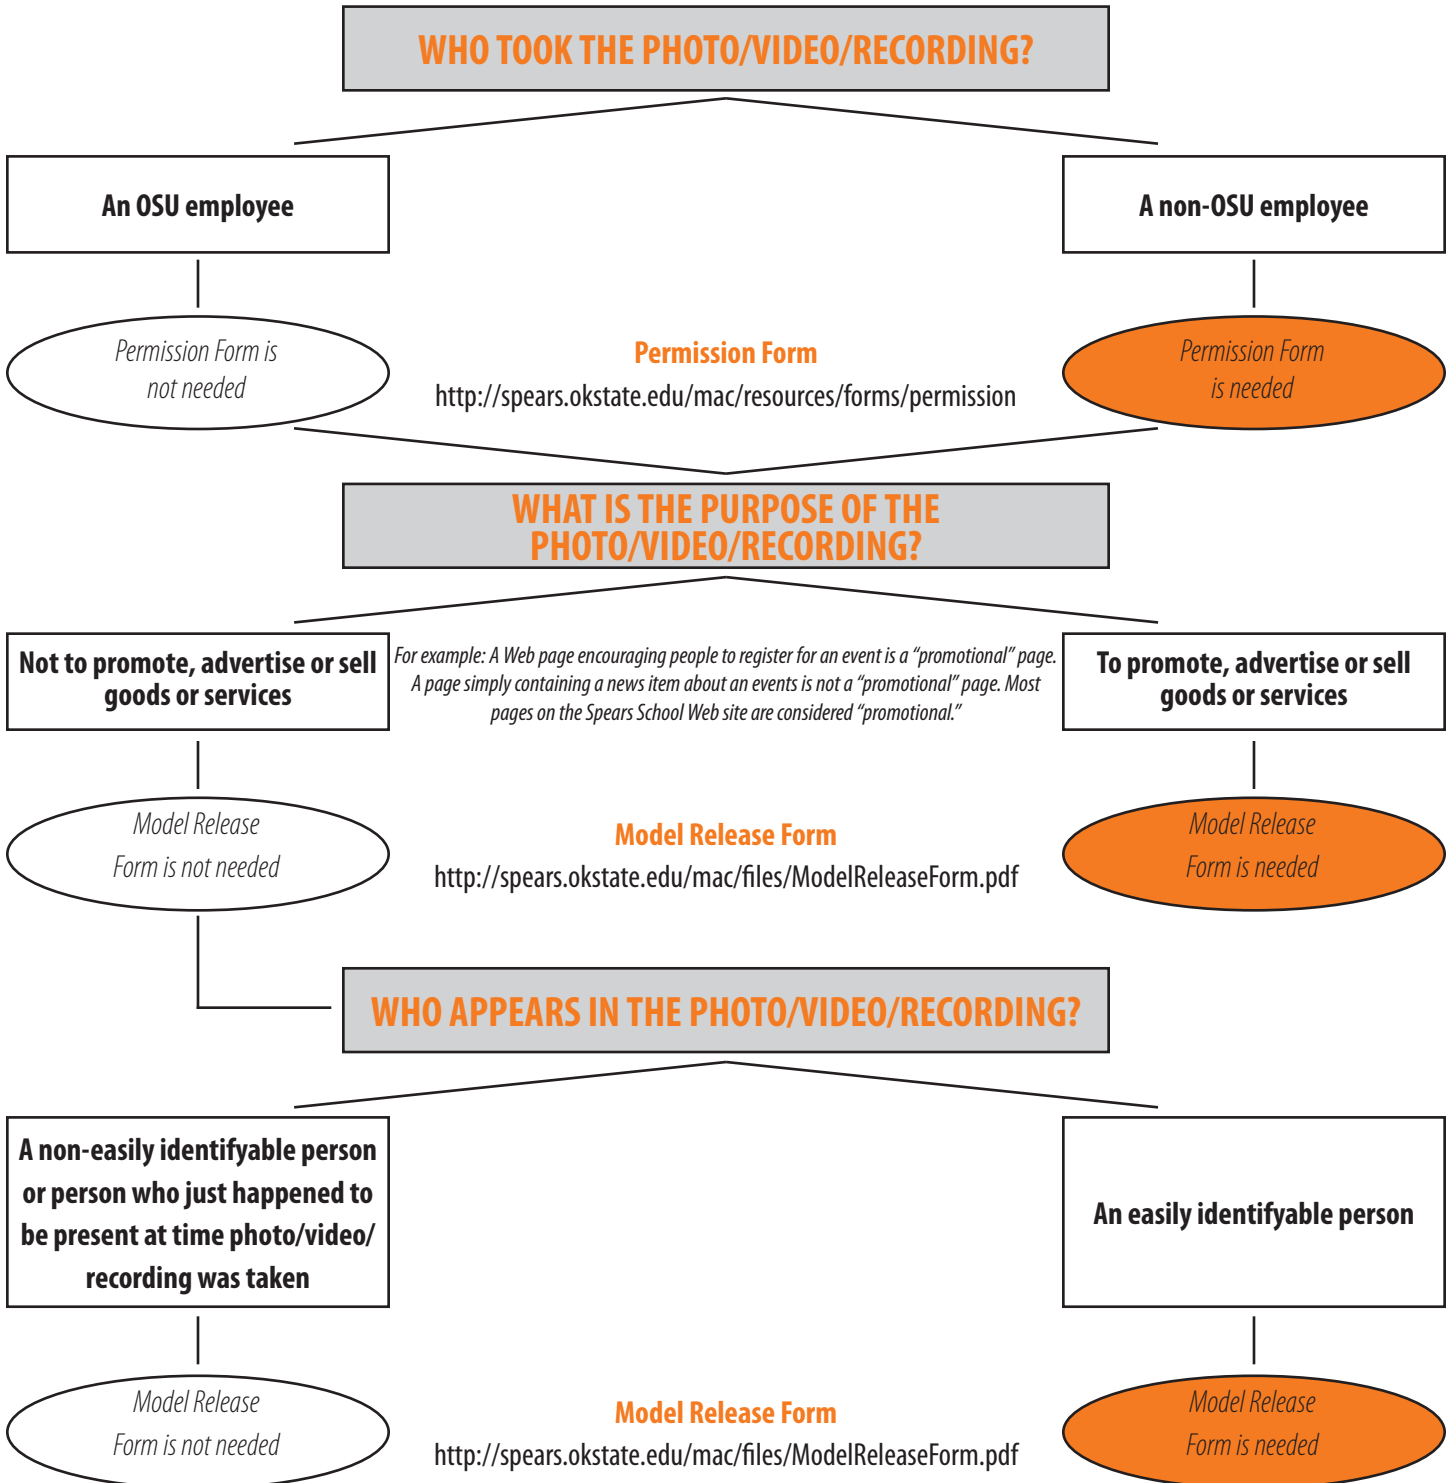 WHO TOOK THE PHOTO/VIDEO/RECORDING?
An OSU employee
A non-OSU employee
Permission Form is
not needed
Permission Form
http://spears.okstate.edu/mac/resources/forms/permission
Permission Form
is needed
WHAT IS THE PURPOSE OF THE
PHOTO/VIDEO/RECORDING?
Not to promote, advertise or sell
goods or services
For example: A Web page encouraging people to register for an event is a “promotional” page.
A page simply containing a news item about an events is not a “promotional” page. Most
pages on the Spears School Web site are considered “promotional.”
To promote, advertise or sell
goods or services
Model Release
Form is not needed
Model Release Form
http://spears.okstate.edu/mac/files/ModelReleaseForm.pdf
Model Release
Form is needed
WHO APPEARS IN THE PHOTO/VIDEO/RECORDING?
A non-easily identifyable person
or person who just happened to
be present at time photo/video/
recording was taken
An easily identifyable person
Model Release
Form is not needed
Model Release Form
http://spears.okstate.edu/mac/files/ModelReleaseForm.pdf
Model Release
Form is needed